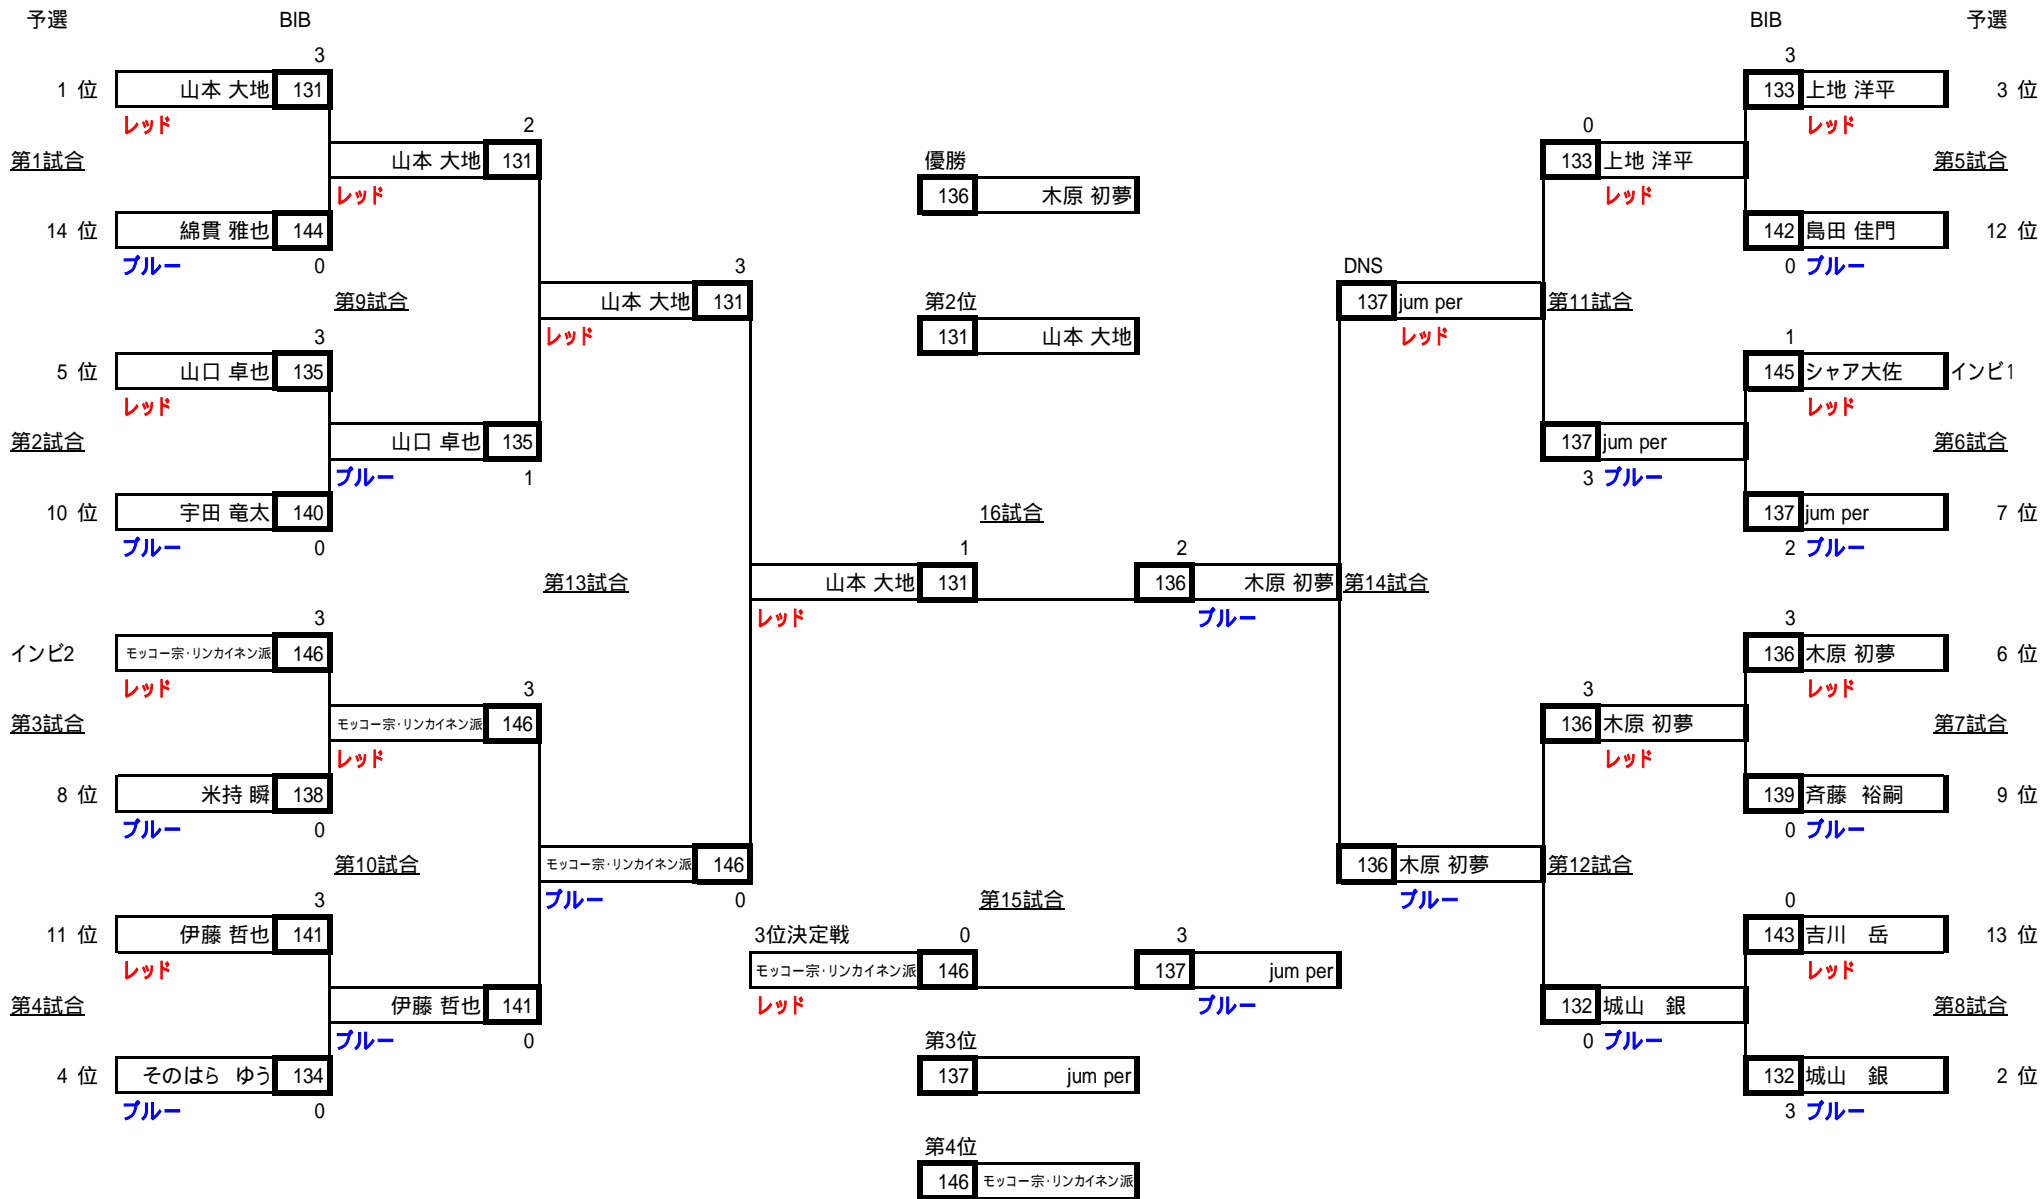 予選 BIB BIB 予選
3 3
1 位 山本 大地 131 133 上地 洋平 3 位
レッド 2 0 レッド
第1試合 山本 大地 131 優勝 133 上地 洋平 第5試合
レッド 136 木原 初夢 レッド
14 位 綿貫 雅也 144 142 島田 佳門 12 位
ブルー 0 3 DNS 0 ブルー
第9試合 山本 大地 131 第2位 137 jum per 第11試合
3 レッド 131 山本 大地 レッド 1
5 位 山口 卓也 135 145 シャア大佐 インビ1
レッド レッド
第2試合 山口 卓也 135 137 jum per 第6試合
ブルー 1 3 ブルー
10 位 宇田 竜太 140 16試合 137 jum per 7 位
ブルー 0 1 2 2 ブルー
第13試合 山本 大地 131 136 木原 初夢 第14試合
3 レッド ブルー 3
インビ2 モッコー宗・リンカイネン派 146 136 木原 初夢 6 位
レッド 3 3 レッド
第3試合 モッコー宗・リンカイネン派 146 136 木原 初夢 第7試合
レッド レッド
8 位 米持 瞬 138 139 斉藤 裕嗣 9 位
ブルー 0 0 ブルー
第10試合 モッコー宗・リンカイネン派 146 136 木原 初夢 第12試合
3 ブルー 0 第15試合 ブルー 0
11 位 伊藤 哲也 141 3位決定戦 0 3 143 吉川 岳 13 位
レッド モッコー宗・リンカイネン派 146 137 jum per レッド
第4試合 伊藤 哲也 141 レッド ブルー 132 城山 銀 第8試合
ブルー 0 第3位 0 ブルー
4 位 そのはら ゆう 134 137 jum per 132 城山 銀 2 位
ブルー 0 3 ブルー
第4位
146 モッコー宗・リンカイネン派